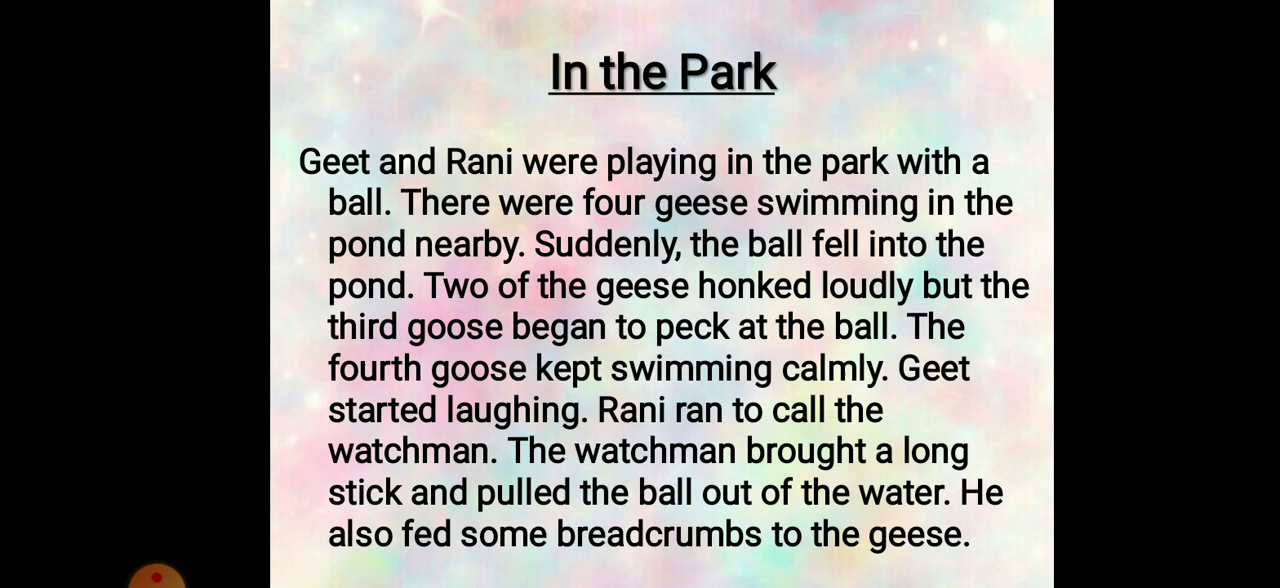 In the Park
Geet and Rani were playing in the park with a
ball. There were four geese swimming in the
pond nearby. Suddenly, the ball fell into the
pond. Two of the geese honked loudly but the
third goose began to peck at the ball. The
fourth goose kept swimming calmly. Geet
started laughing. Rani ran to call the
watchman. The watchman brought a long
stick and pulled the ball out of the water. He
also fed some breadcrumbs to the geese.